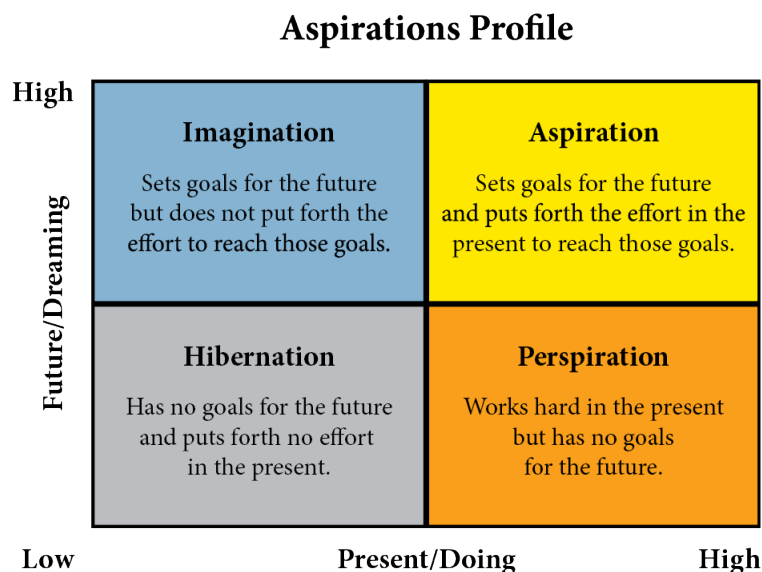 Aspirations Profile
High
Imagination
Sets goals for the future
but does not put forth the
effort to reach those goals.
Aspiration
Sets goals for the future
and puts forth the effort in the
present to reach those goals.
Future/Dreaming
Hibernation
Has no goals for the future
and puts forth no effort
in the present.
Perspiration
Works hard in the present
but has no goals
for the future.
Low
Present/Doing
High